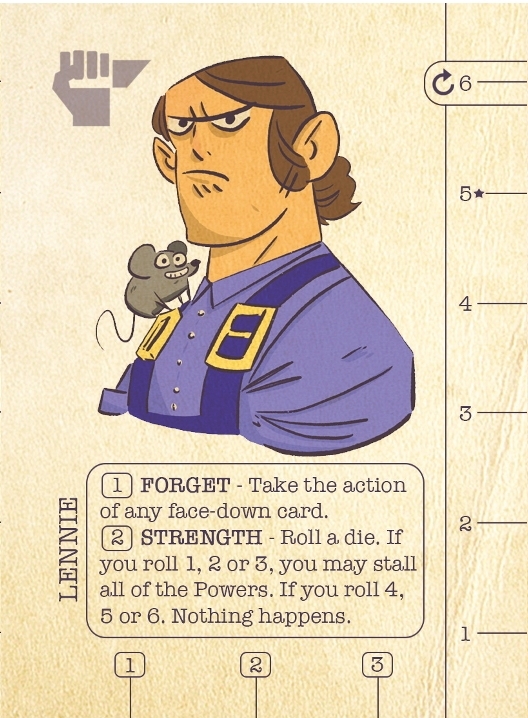 6
5★
4
3
2
1
LENNIE
1 FORGET - Take the action
of any face-down card.
2 STRENGTH - Roll a die. If
you roll 1, 2 or 3, you may stall
all of the Powers. If you roll 4,
5 or 6. Nothing happens.
1 2 3